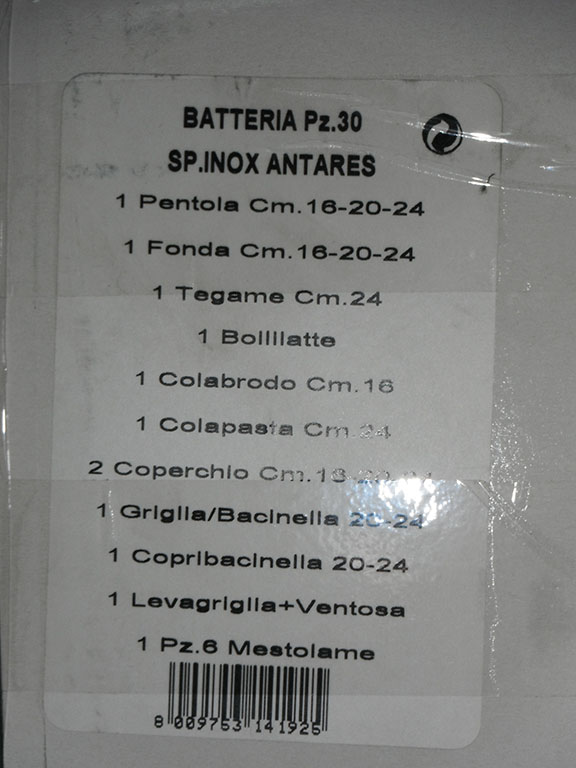 BATTERIA Pz.30
SP.INOX ANTARES
1 Pentola Cm.16-20-24
1 Fonda Cm.16-20-24
1 Tegame Cm.24
1 Bollilatte
1 Colabrodo Cm.16
1 Colapasta Cm.24
2 Coperchio Cm.16-20-24
1 Griglia/Bacinella 20-24
1 Copribacinella 20-24
1 Levagriglia+Ventosa
1 Pz.6 Mestolame
8 009753 141925